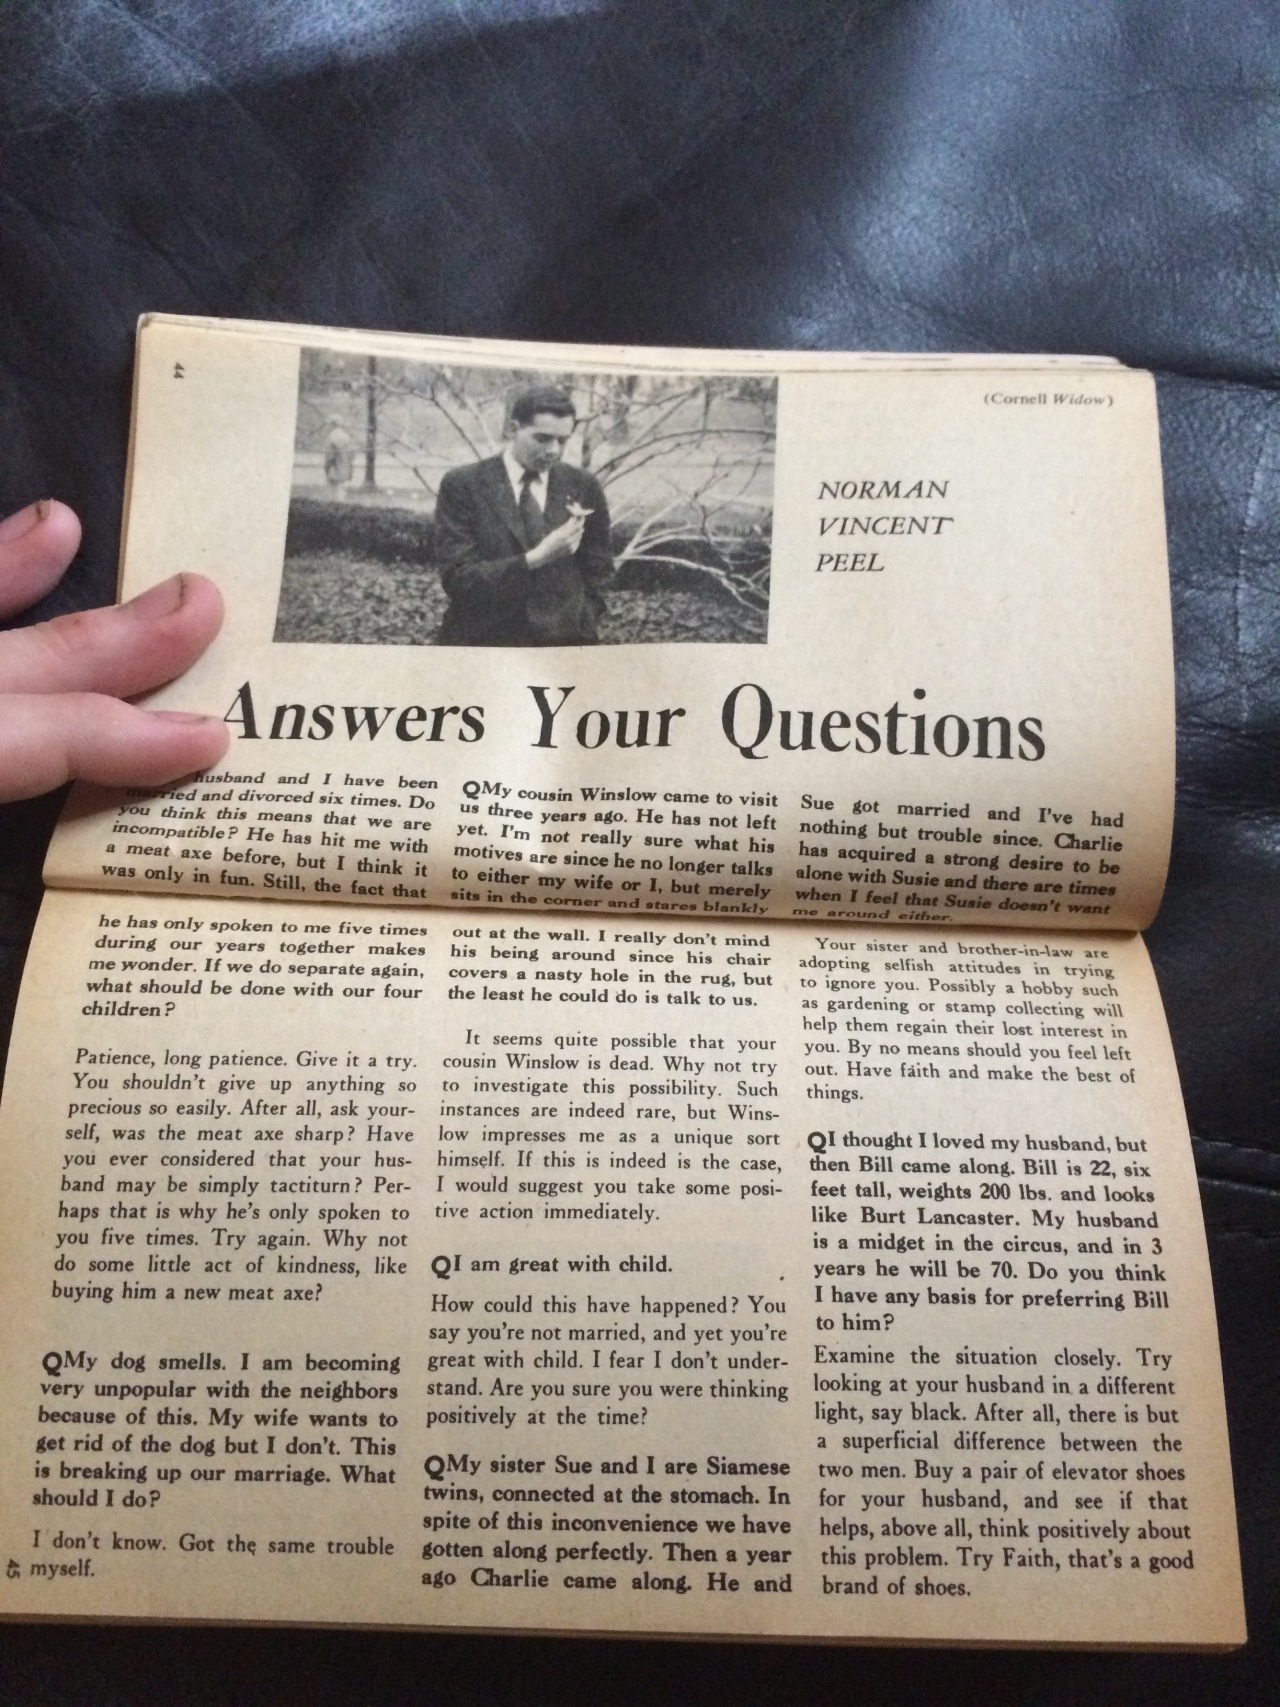 44
(Cornell Widow)
NORMAN
VINCENT
PEEL
Answers Your Questions
husband and I have been
married and divorced six times. Do
you think this means that we are
incompatible? He has hit me with
a meat axe before, but I think it
was only in fun. Still, the fact that
he has only spoken to me five times
during our years together makes
me wonder. If we do separate again,
what should be done with our four
children?
Patience, long patience. Give it a try.
You shouldn't give up anything so
precious so easily. After all, ask your-
self, was the meat axe sharp? Have
you ever considered that your hus-
band may be simply tactiturn? Per-
haps that is why he's only spoken to
you five times. Try again. Why not
do some little act of kindness, like
buying him a new meat axe?
QMy dog smells. I am becoming
very unpopular with the neighbors
because of this. My wife wants to
get rid of the dog but I don't. This
is breaking up our marriage. What
should I do?
I don't know. Got the same trouble
myself.
45
QMy cousin Winslow came to visit
us three years ago. He has not left
yet. I'm not really sure what his
motives are since he no longer talks
to either my wife or I, but merely
sits in the corner and stares blankly
out at the wall. I really don't mind
his being around since his chair
covers a nasty hole in the rug, but
the least he could do is talk to us.
It seems quite possible that your
cousin Winslow is dead. Why not try
to investigate this possibility. Such
instances are indeed rare, but Wins-
low impresses me as a unique sort
himself. If this is indeed is the case,
I would suggest you take some posi-
tive action immediately.
QI am great with child.
How could this have happened? You
say you're not married, and yet you're
great with child. I fear I don't under-
stand. Are you sure you were thinking
positively at the time?
QMy sister Sue and I are Siamese
twins, connected at the stomach. In
spite of this inconvenience we have
gotten along perfectly. Then a year
ago Charlie came along. He and
Sue got married and I've had
nothing but trouble since. Charlie
has acquired a strong desire to be
alone with Susie and there are times
when I feel that Susie doesn't want
me around either.
Your sister and brother-in-law are
adopting selfish attitudes in trying
to ignore you. Possibly a hobby such
as gardening or stamp collecting will
help them regain their lost interest in
you. By no means should you feel left
out. Have faith and make the best of
things.
QI thought I loved my husband, but
then Bill came along. Bill is 22, six
feet tall, weights 200 lbs. and looks
like Burt Lancaster. My husband
is a midget in the circus, and in 3
years he will be 70. Do you think
I have any basis for preferring Bill
to him?
Examine the situation closely. Try
looking at your husband in a different
light, say black. After all, there is but
a superficial difference between the
two men. Buy a pair of elevator shoes
for your husband, and see if that
helps, above all, think positively about
this problem. Try Faith, that's a good
brand of shoes.